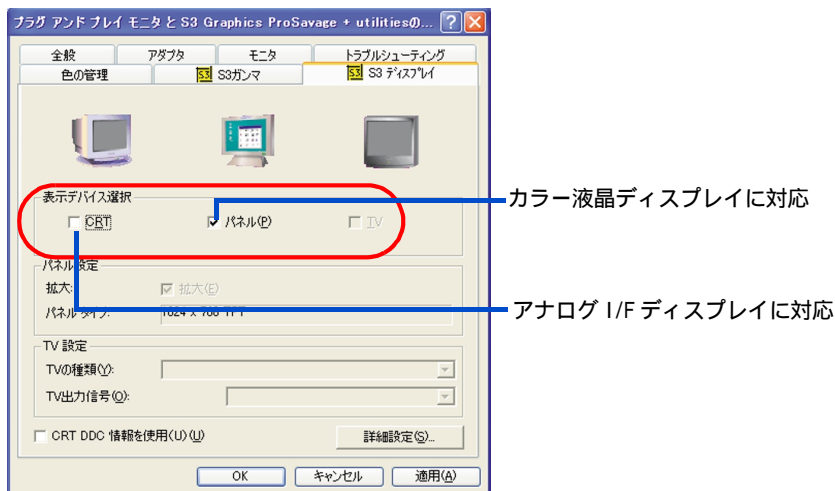 プラグ アンド プレイ モニタ と S3 Graphics ProSavage + utilitiesの...
全般 アダプタ モニタ トラブルシューティング
色の管理 S3 S3ガンマ S3 S3 ディスプレイ
表示デバイス選択
カラー液晶ディスプレイに対応
CRT パネル(P) TV
パネル設定
拡大: 拡大(E)
アナログ I/F ディスプレイに対応
パネル タイプ: 1024 x 768 TFT
TV 設定
TVの種類(Y):
TV出力信号(O):
CRT DDC 情報を使用(U)(U) 詳細設定(S)...
OK キャンセル 適用(A)